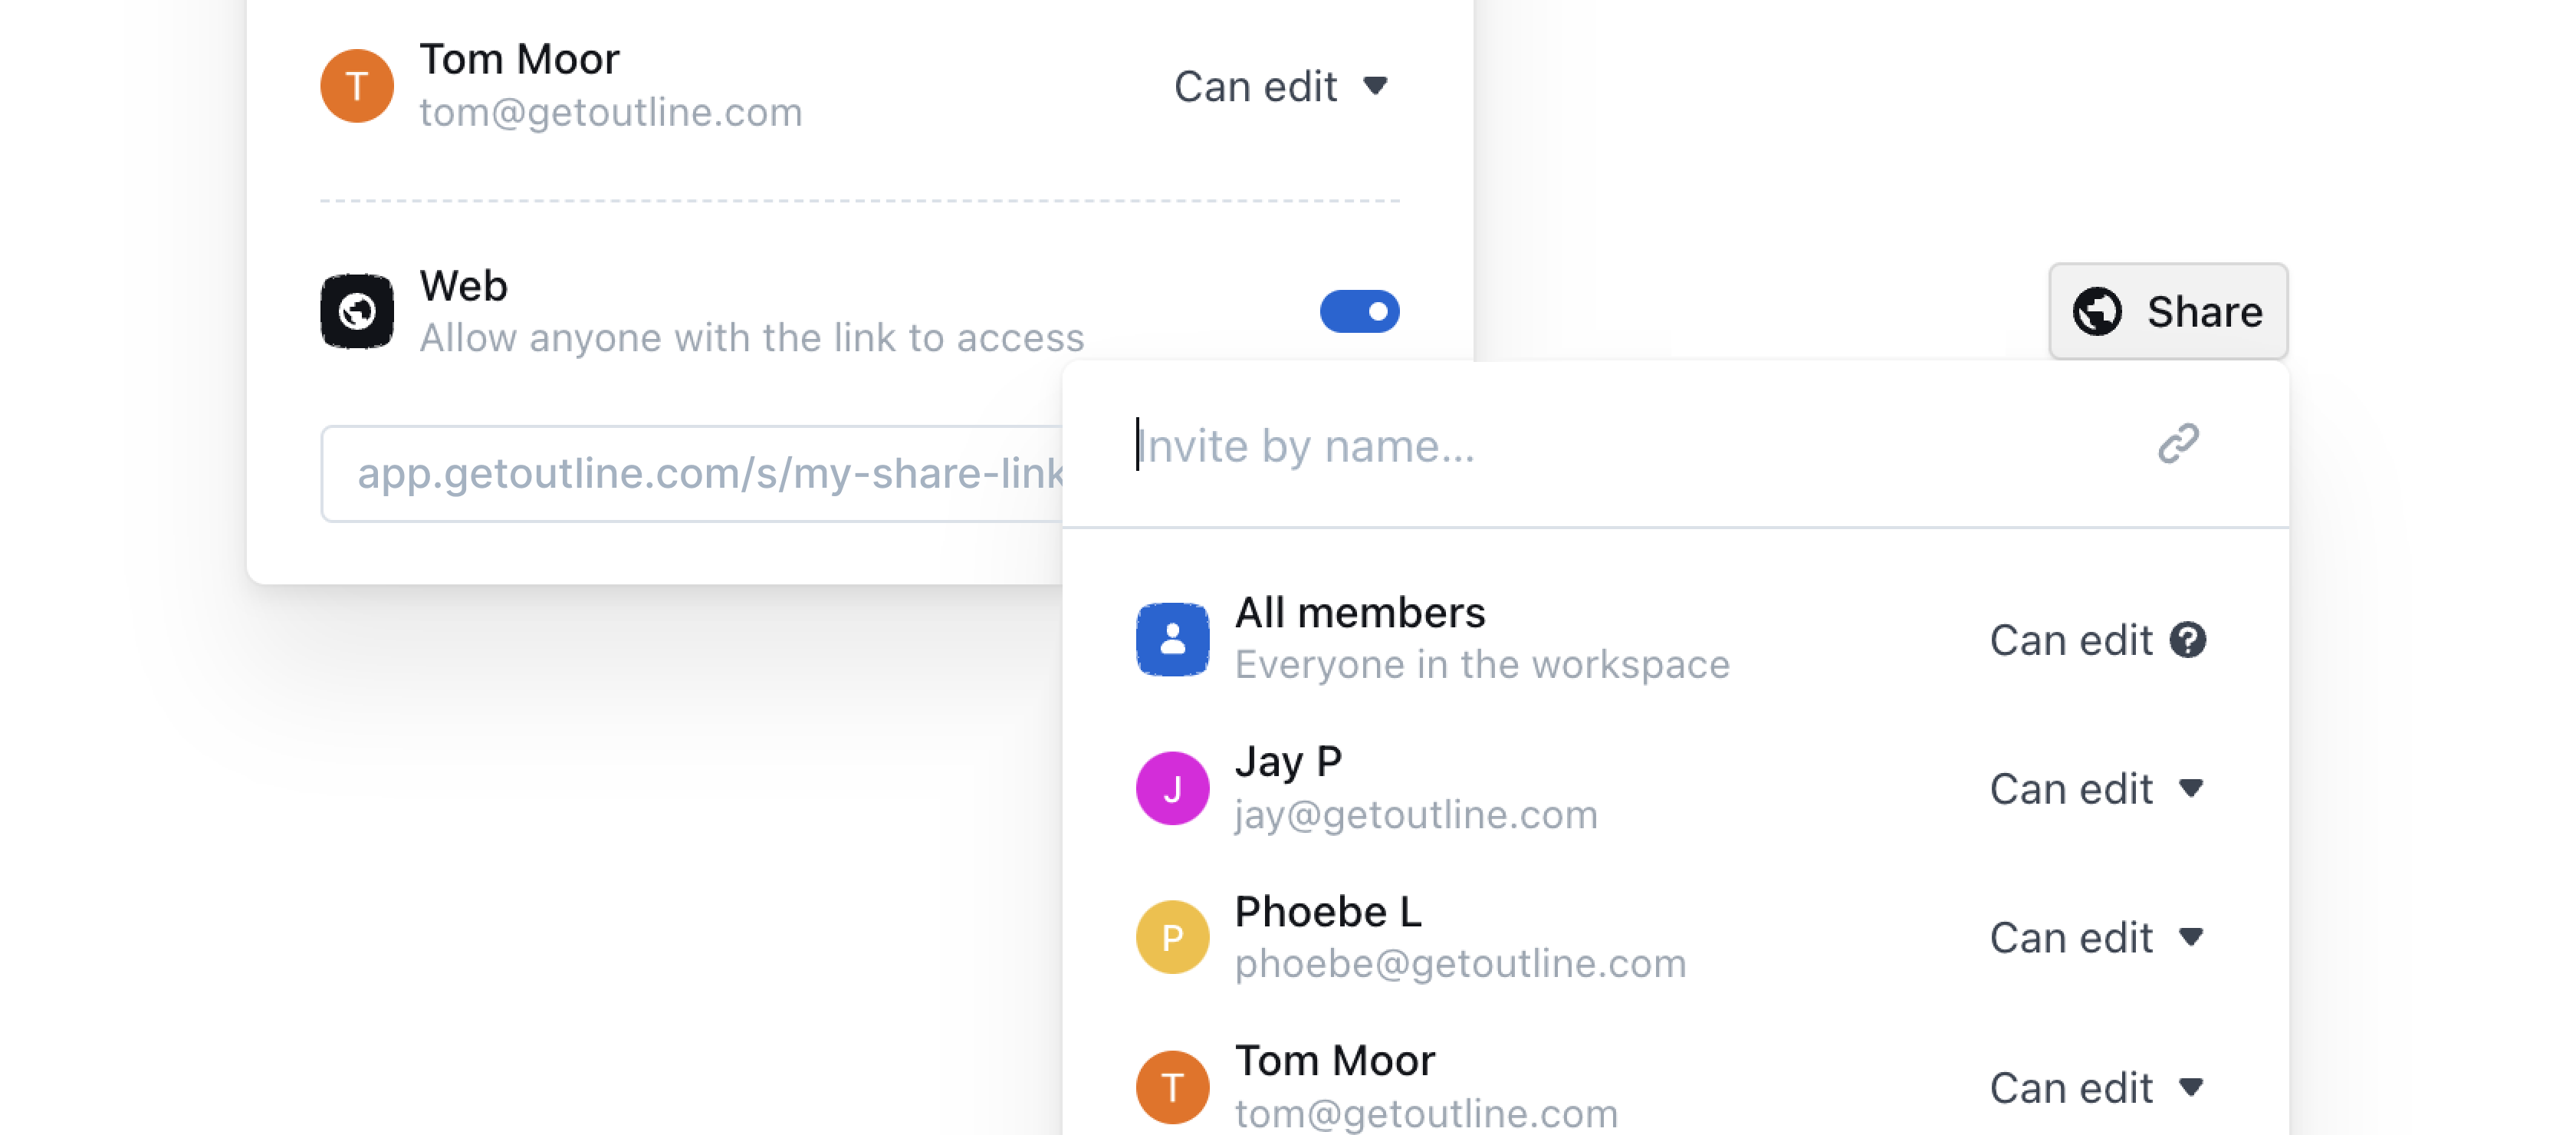 T
Tom Moor
tom@getoutline.com
Can edit
Web
Allow anyone with the link to access
app.getoutline.com/s/my-share-link
Share
Invite by name...
All members
Everyone in the workspace
Can edit
J
Jay P
jay@getoutline.com
Can edit
P
Phoebe L
phoebe@getoutline.com
Can edit
T
Tom Moor
tom@getoutline.com
Can edit